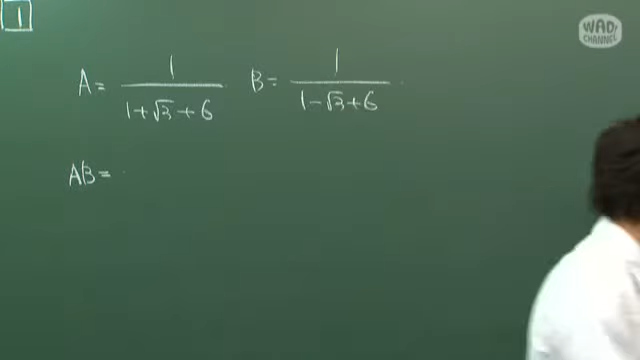 1
WAD! CHANNEL
A = 1/(1+√3+6) B = 1/(1-√3+6)
AB =